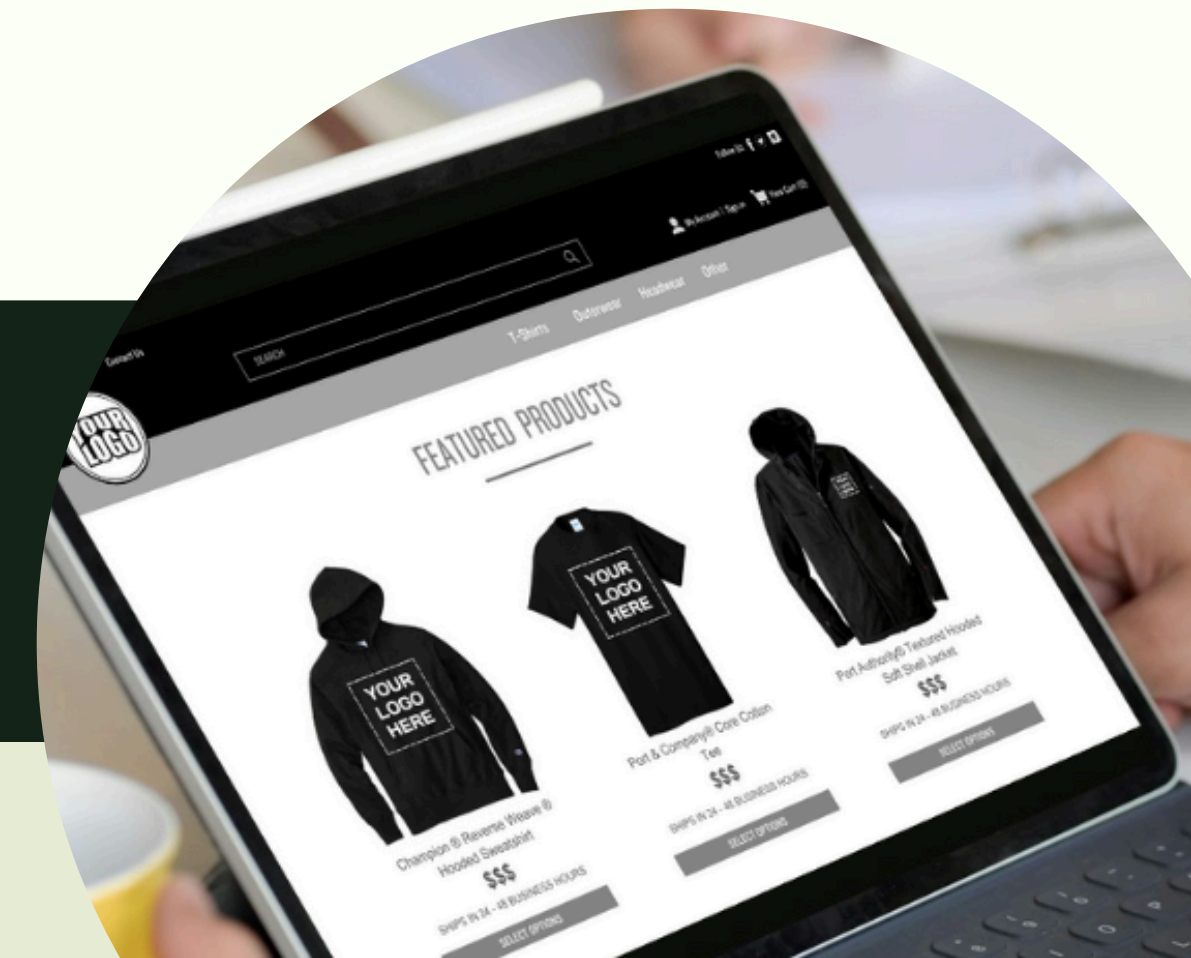 Follow Us
My Account | Sign In View Cart (0)
Contact Us
SEARCH
T-Shirts Outerwear Headwear Other
YOUR
LOGO
FEATURED PRODUCTS
YOUR
LOGO
HERE
Champion ® Reverse Weave ®
Hooded Sweatshirt
$$$
SHIPS IN 24 - 48 BUSINESS HOURS
SELECT OPTIONS
YOUR
LOGO
HERE
Port & Company® Core Cotton
Tee
$$$
SHIPS IN 24 - 48 BUSINESS HOURS
SELECT OPTIONS
Port Authority® Textured Hooded
Soft Shell Jacket
$$$
SHIPS IN 24 - 48 BUSINESS HOURS
SELECT OPTIONS